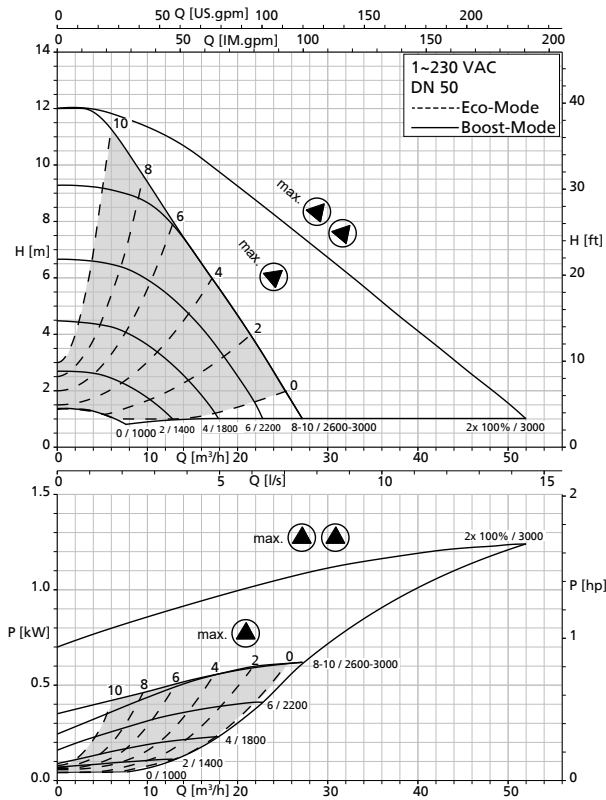 Q [US.gpm]
0 50 100 150 200
Q [IM.gpm]
0 50 100 150 200
14
12
10
8
6
4
2
0
H [m]
40
30
20
10
0
H [ft]
1~230 VAC
DN 50
Eco-Mode
Boost-Mode
10
8
6
4
2
0
max.
max.
0 / 1000
2 / 1400
4 / 1800
6 / 2200
8-10 / 2600-3000
2x 100% / 3000
0 10 20 30 40 50
Q [m³/h]
0 5 10 15
Q [l/s]
1.5
1.0
0.5
0.0
P [kW]
2
1
0
P [hp]
max.
2x 100% / 3000
max.
10
8
6
4
2
0
8-10 / 2600-3000
6 / 2200
4 / 1800
2 / 1400
0 / 1000
0 10 20 30 40 50
Q [m³/h]